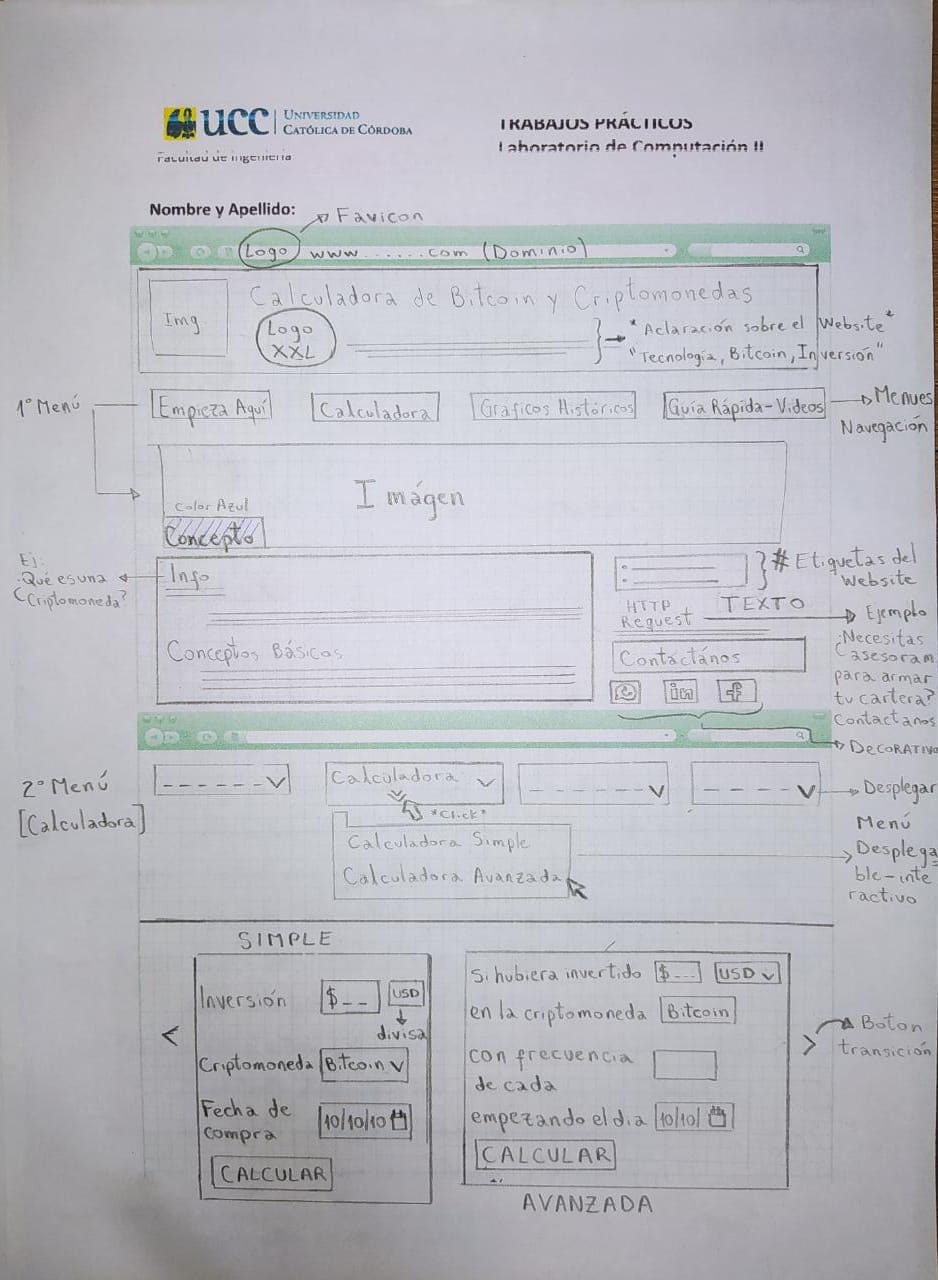 UCC UNIVERSIDAD
CATÓLICA DE CÓRDOBA
TRABAJOS PRÁCTICOS
Facultad de Ingeniería
Laboratorio de Computación II
Nombre y Apellido:
Favicon
Logo www.......com (Dominio)
Calculadora de Bitcoin y Criptomonedas
Img
Logo
XXL
*Aclaración sobre el Website*
"Tecnología, Bitcoin, Inversión"
1° Menú
Empieza Aquí
Calculadora
Gráficos Históricos
Guía Rápida-Videos
Menues
Navegación
Imágen
Color Azul
Concepto
Ej:
¿Qué es una
Criptomoneda?
Info
Conceptos Básicos
# Etiquetas del
Website
HTTP
Request
TEXTO
Contáctános
in
f
Ejemplo
¿Necesitas
asesoram
para armar
tu cartera?
Contactanos
DECORATIVO
2° Menú
[Calculadora]
Calculadora
*Click*
Calculadora Simple
Calculadora Avanzada
Desplegar
Menú
Desplega
ble-inte
ractivo
SIMPLE
Inversión $-- USD
divisa
Criptomoneda Bitcoin
Fecha de
compra 10/10/10
CALCULAR
<
Si hubiera invertido $--- USD
en la criptomoneda Bitcoin
con frecuencia
de cada
empezando el dia 10/10/
CALCULAR
AVANZADA
>
Boton
transición